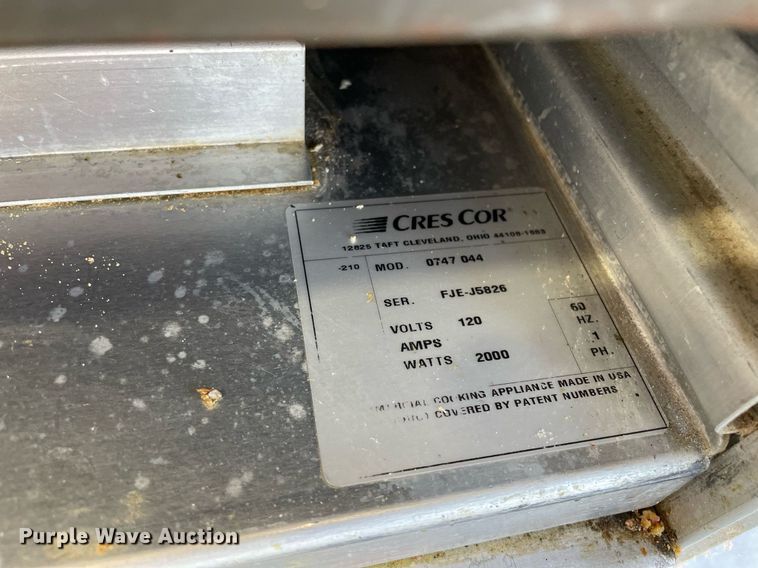 CRES COR
12825 TAFT CLEVELAND, OHIO 44108-1883
-210 MOD. 0747 044
SER. FJE-J5826
VOLTS 120
AMPS
WATTS 2000
60
HZ.
1
PH.
COOKING APPLIANCE MADE IN USA
COVERED BY PATENT NUMBERS
Purple Wave Auction